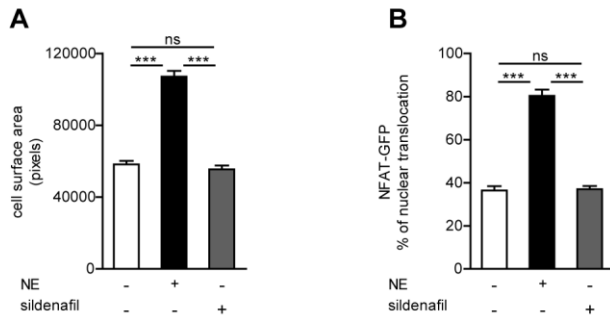 A
ns
*** ***
120000
80000
40000
0
cell surface area
(pixels)
NE - + -
sildenafil - - +
B
ns
*** ***
100
80
60
40
20
0
NFAT-GFP
% of nuclear translocation
NE - + -
sildenafil - - +